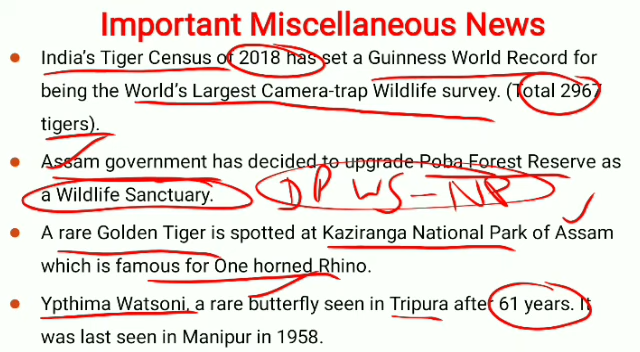 Important Miscellaneous News
• India's Tiger Census of 2018 has set a Guinness World Record for
being the World's Largest Camera-trap Wildlife survey. (Total 2967
tigers).
• Assam government has decided to upgrade Poba Forest Reserve as
a Wildlife Sanctuary.
DP WS - NP
• A rare Golden Tiger is spotted at Kaziranga National Park of Assam
which is famous for One horned Rhino.
• Ypthima Watsoni, a rare butterfly seen in Tripura after 61 years. It
was last seen in Manipur in 1958.